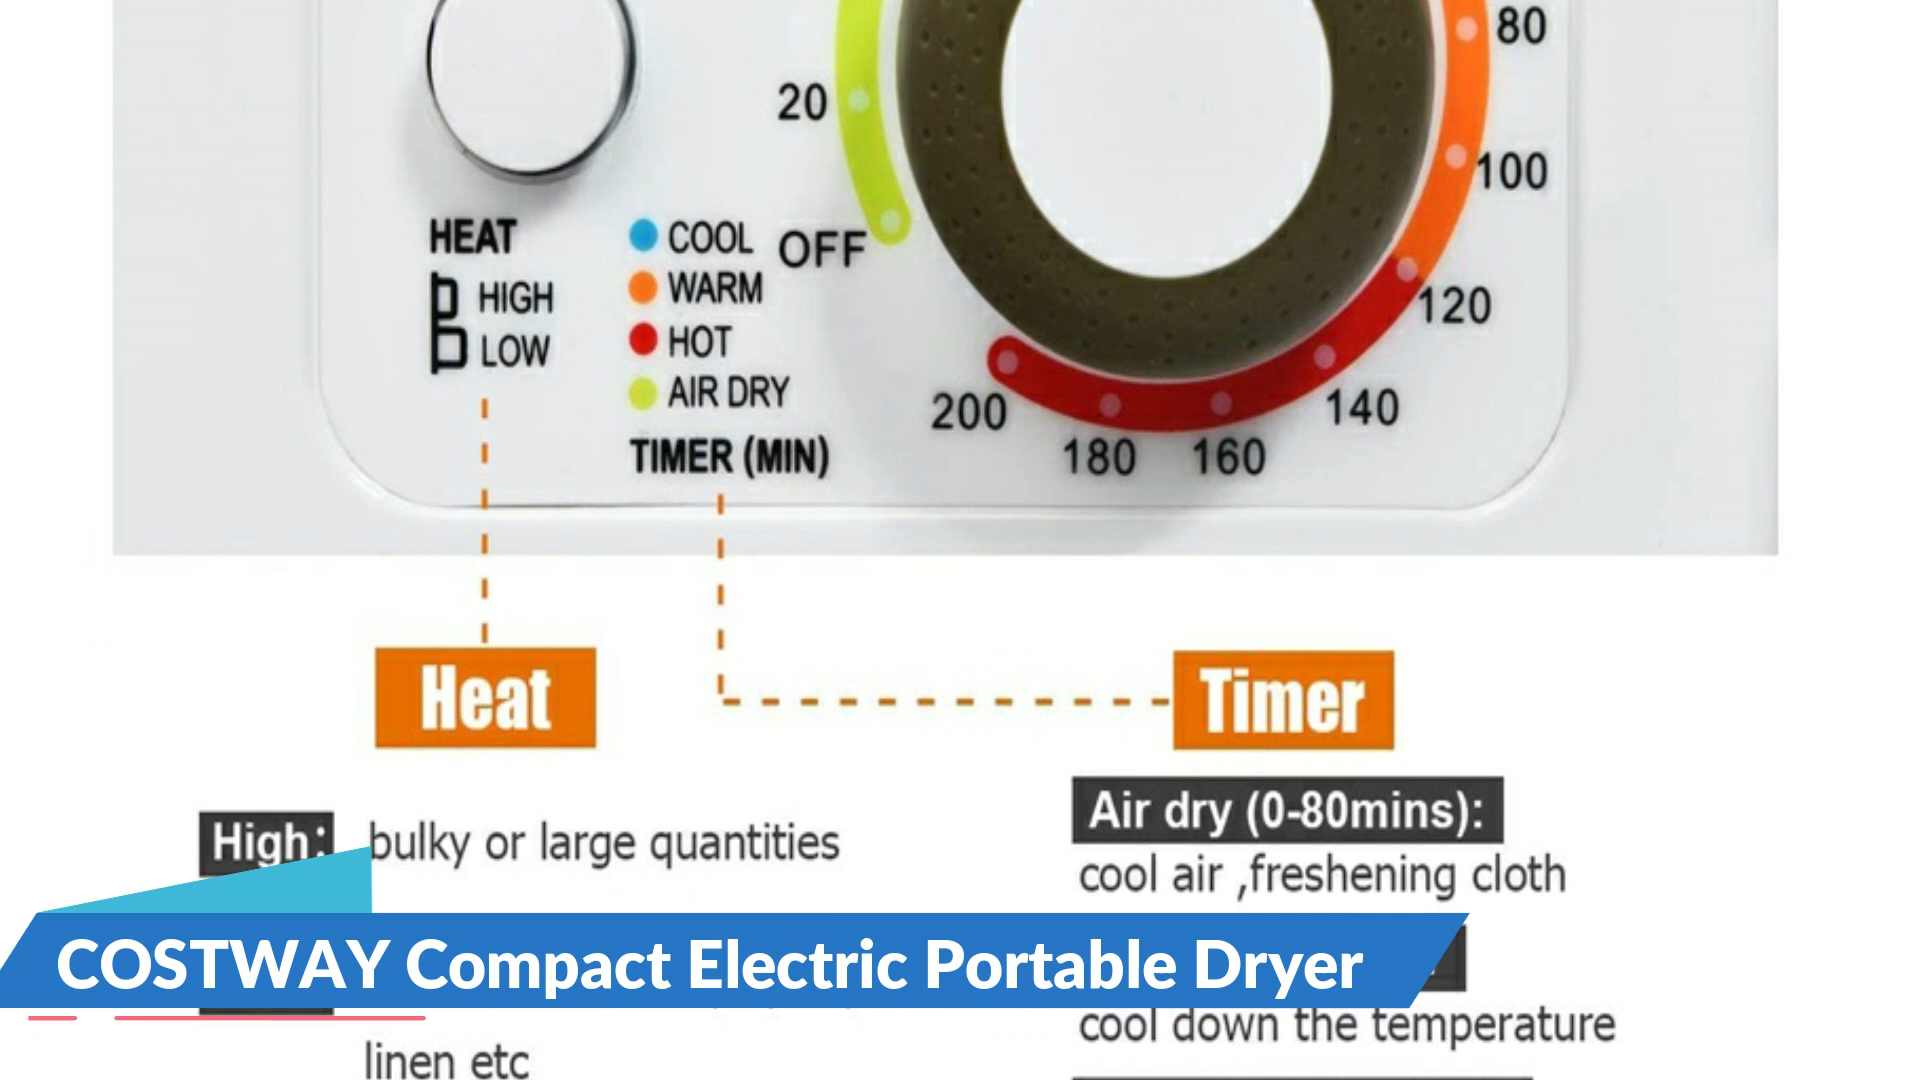 80
20
100
HEAT
HIGH
LOW
COOL
WARM
HOT
AIR DRY
TIMER (MIN)
OFF
120
200
140
180
160
Heat
Timer
High:
bulky or large quantities
Air dry (0-80mins):
cool air ,freshening cloth
COSTWAY Compact Electric Portable Dryer
cool down the temperature
linen etc